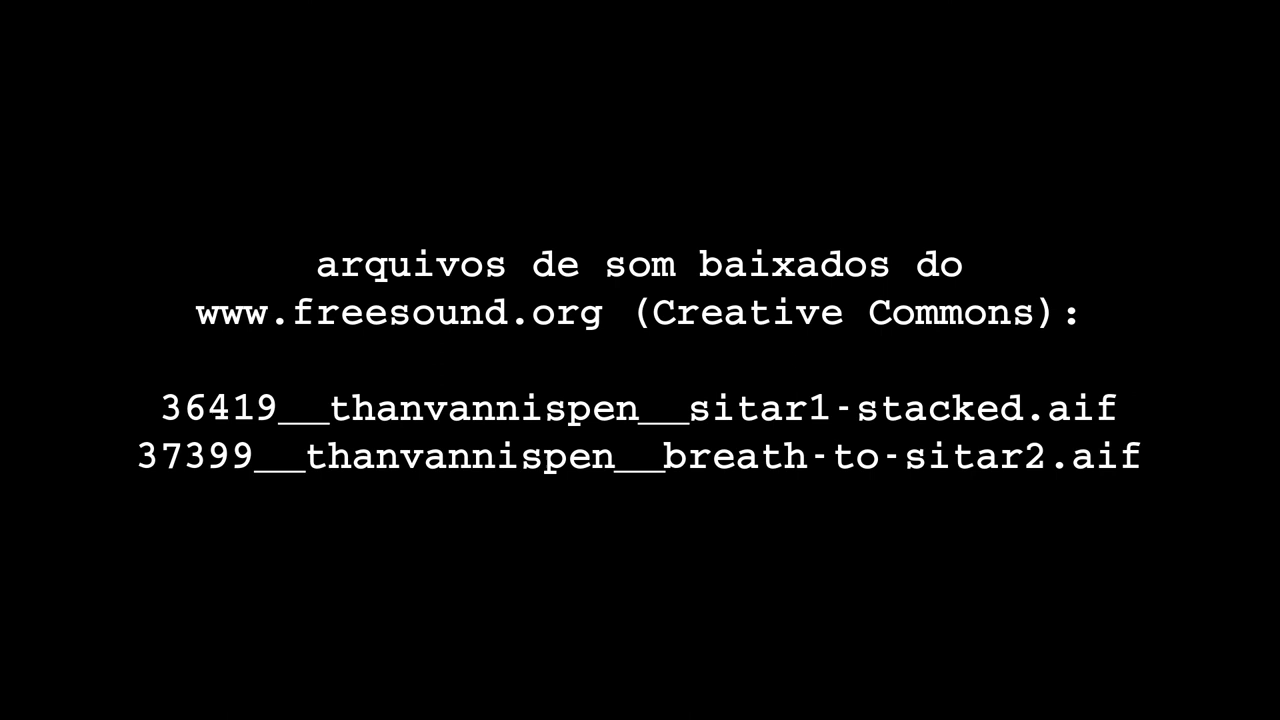 arquivos de som baixados do
www.freesound.org (Creative Commons):
36419__thanvannispen__sitar1-stacked.aif
37399__thanvannispen__breath-to-sitar2.aif